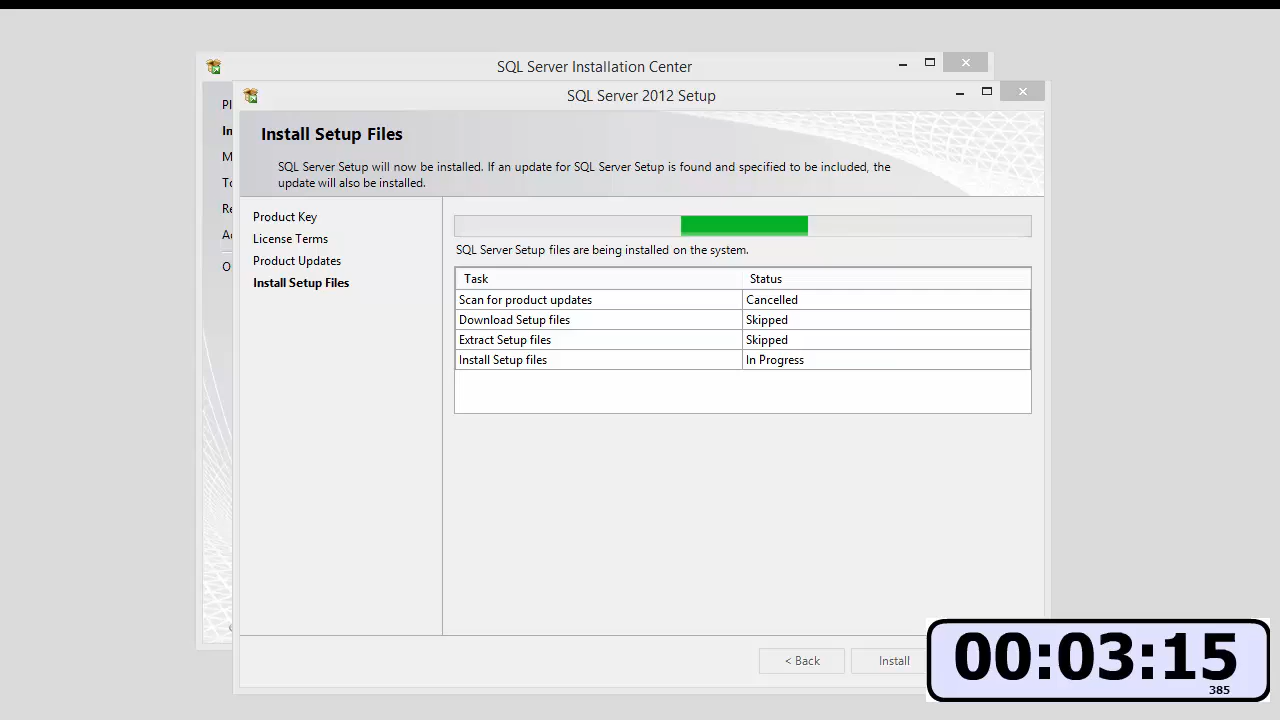 SQL Server Installation Center
SQL Server 2012 Setup
Pl
In
M
To
Re
A
O
Install Setup Files
SQL Server Setup will now be installed. If an update for SQL Server Setup is found and specified to be included, the
update will also be installed.
Product Key
License Terms
Product Updates
Install Setup Files
SQL Server Setup files are being installed on the system.
Task Status
Scan for product updates Cancelled
Download Setup files Skipped
Extract Setup files Skipped
Install Setup files In Progress
< Back Install
00:03:15
385